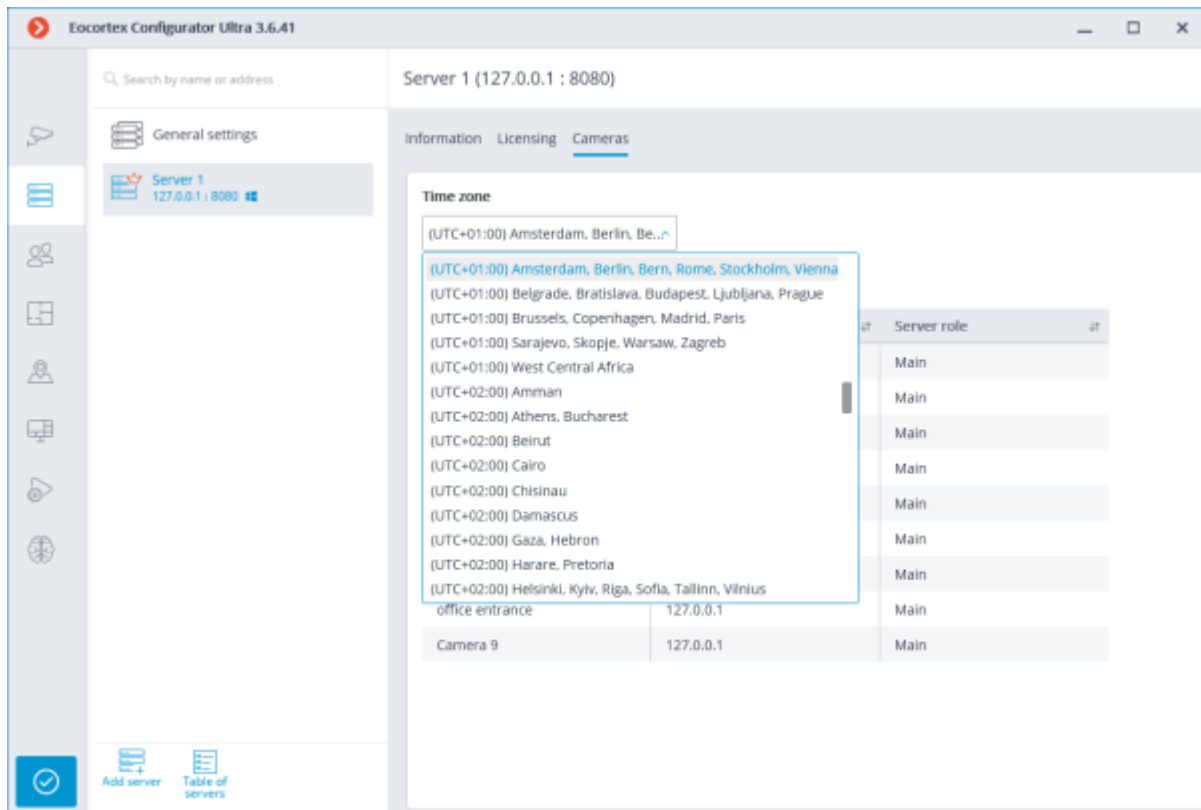 Eocortex Configurator Ultra 3.6.41
Search by name or address
General settings
Server 1
127.0.0.1 : 8080
Add server
Table of
servers
Server 1 (127.0.0.1 : 8080)
Information Licensing Cameras
Time zone
(UTC+01:00) Amsterdam, Berlin, Be...
(UTC+01:00) Amsterdam, Berlin, Bern, Rome, Stockholm, Vienna
(UTC+01:00) Belgrade, Bratislava, Budapest, Ljubljana, Prague
(UTC+01:00) Brussels, Copenhagen, Madrid, Paris
(UTC+01:00) Sarajevo, Skopje, Warsaw, Zagreb
(UTC+01:00) West Central Africa
(UTC+02:00) Amman
(UTC+02:00) Athens, Bucharest
(UTC+02:00) Beirut
(UTC+02:00) Cairo
(UTC+02:00) Chisinau
(UTC+02:00) Damascus
(UTC+02:00) Gaza, Hebron
(UTC+02:00) Harare, Pretoria
(UTC+02:00) Helsinki, Kyiv, Riga, Sofia, Tallinn, Vilnius
Server role
Main
Main
Main
Main
Main
Main
Main
office entrance 127.0.0.1 Main
Camera 9 127.0.0.1 Main